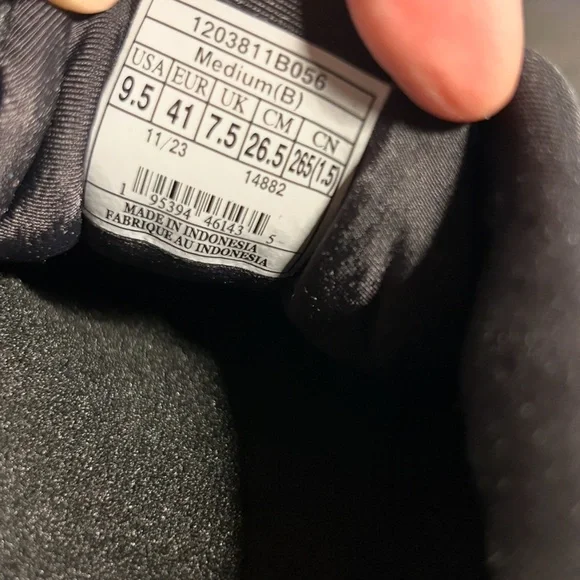 1203811B056
Medium(B)
USA EUR UK CM CN
9.5 41 7.5 26.5 265(1.5)
11/23 14882
1 95394 46143 5
MADE IN INDONESIA
FABRIQUE AU INDONESIA